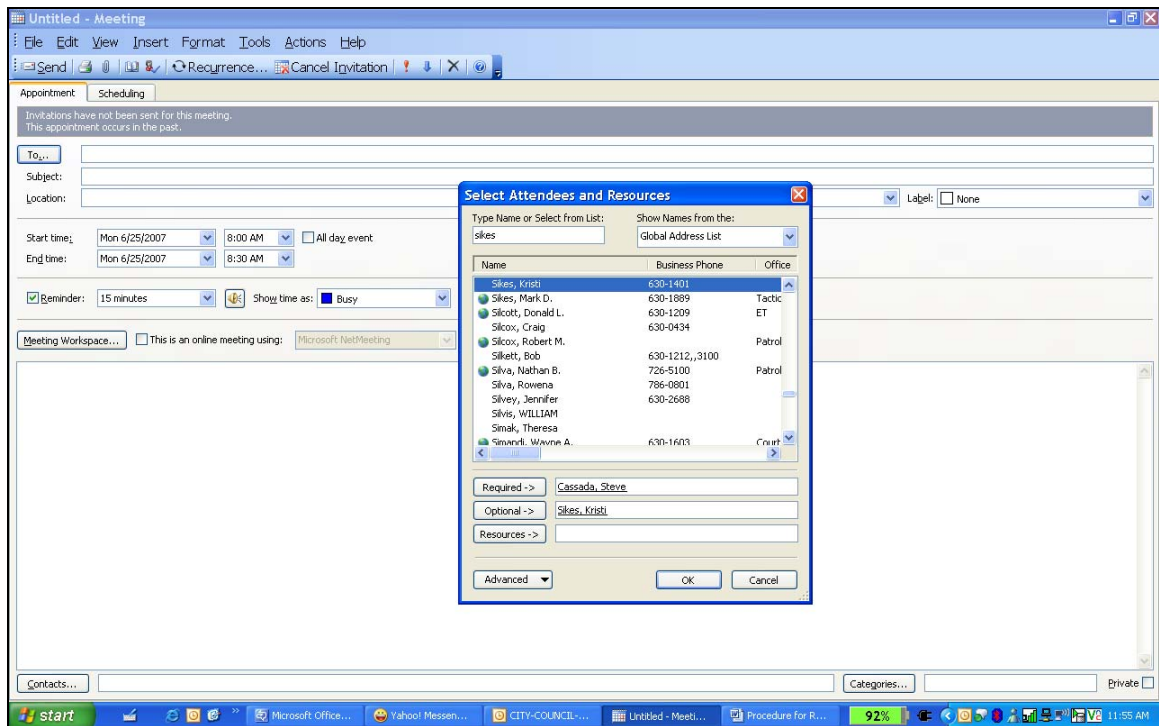 Untitled - Meeting
File Edit View Insert Format Tools Actions Help
Send Recurrence... Cancel Invitation
Appointment Scheduling
Invitations have not been sent for this meeting.
This appointment occurs in the past.
To...
Subject:
Location: Label: None
Start time: Mon 6/25/2007 8:00 AM All day event
End time: Mon 6/25/2007 8:30 AM
Reminder: 15 minutes Show time as: Busy
Meeting Workspace... This is an online meeting using: Microsoft NetMeeting
Select Attendees and Resources
Type Name or Select from List: Show Names from the:
sikes Global Address List
Name Business Phone Office
Sikes, Kristi 630-1401
Sikes, Mark D. 630-1889 Tactic
Silcott, Donald L. 630-1209 ET
Silcox, Craig 630-0434
Silcox, Robert M. Patrol
Silkett, Bob 630-1212,,3100
Silva, Nathan B. 726-5100 Patrol
Silva, Rowena 786-0801
Silvey, Jennifer 630-2688
Silvis, WILLIAM
Simak, Theresa
Simandi, Wayne A. 630-1603 Court
Required -> Cassada, Steve
Optional -> Sikes, Kristi
Resources ->
Advanced OK Cancel
Contacts... Categories... Private
start Microsoft Office... Yahoo! Messen... CITY-COUNCIL-... Untitled - Meeti... Procedure for R... 92% 11:55 AM